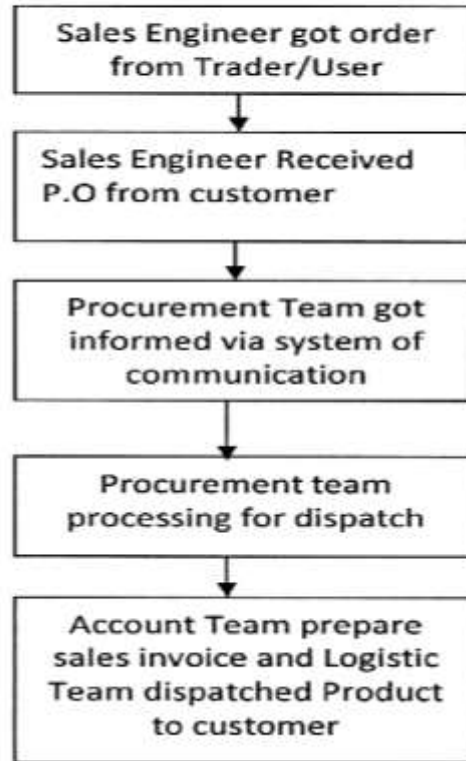 Sales Engineer got order
from Trader/User
Sales Engineer Received
P.O from customer
Procurement Team got
informed via system of
communication
Procurement team
processing for dispatch
Account Team prepare
sales invoice and Logistic
Team dispatched Product
to customer